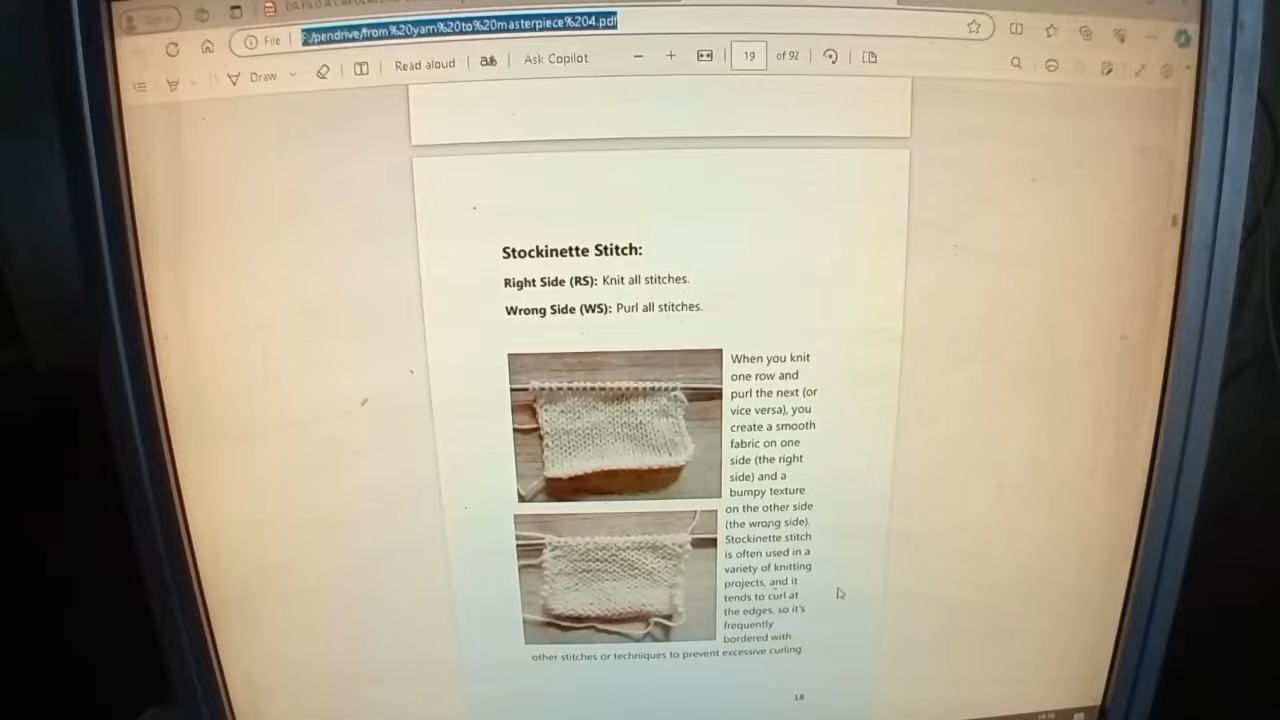 F:/pendrive/from%20yarn%20to%20masterpiece%204.pdf
File
Draw
Read aloud
Ask Copilot
19
of 92
Stockinette Stitch:
Right Side (RS): Knit all stitches.
Wrong Side (WS): Purl all stitches.
When you knit
one row and
purl the next (or
vice versa), you
create a smooth
fabric on one
side (the right
side) and a
bumpy texture
on the other side
(the wrong side).
Stockinette stitch
is often used in a
variety of knitting
projects, and it
tends to curl at
the edges, so it's
frequently
bordered with
other stitches or techniques to prevent excessive curling
18